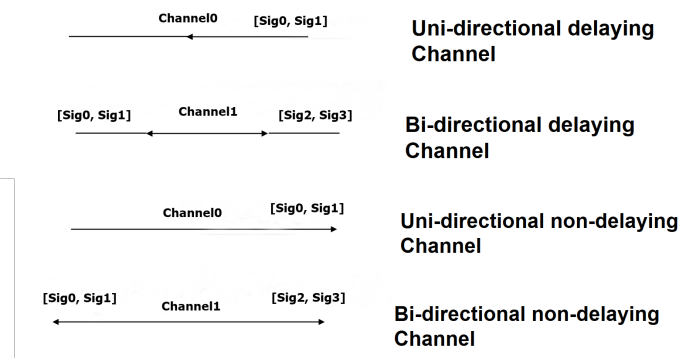 Channel0 [Sig0, Sig1]
Uni-directional delaying
Channel
[Sig0, Sig1] Channel1 [Sig2, Sig3]
Bi-directional delaying
Channel
Channel0 [Sig0, Sig1]
Uni-directional non-delaying
Channel
[Sig0, Sig1] Channel1 [Sig2, Sig3]
Bi-directional non-delaying
Channel